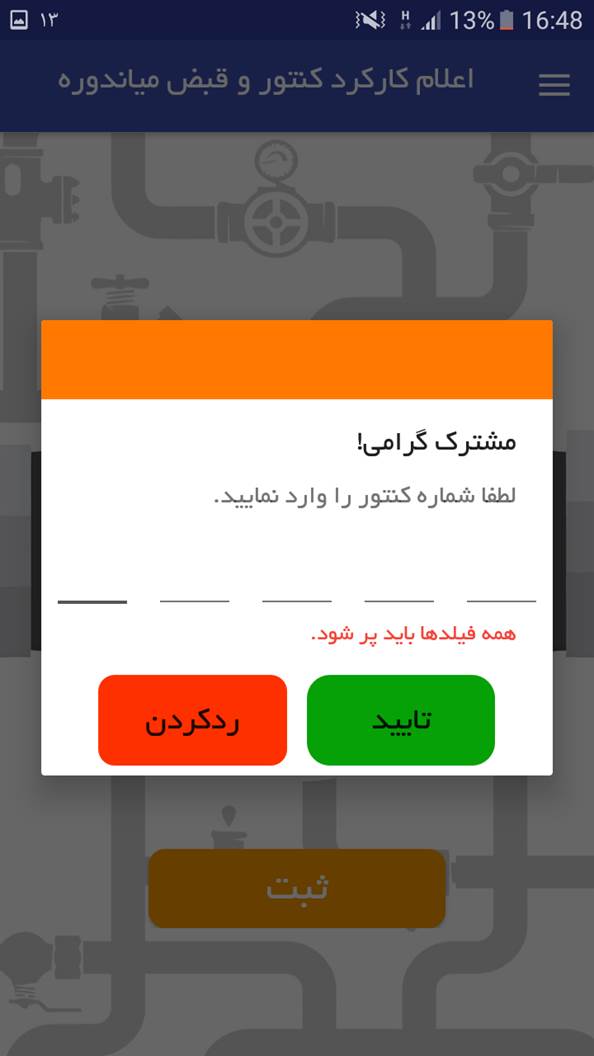 ۱۳ H 13% 16:48
اعلام کارکرد کنتور و قبض میاندوره
مشترک گرامی!
لطفا شماره کنتور را وارد نمایید.
همه فیلدها باید پر شود.
تایید ردکردن
ثبت